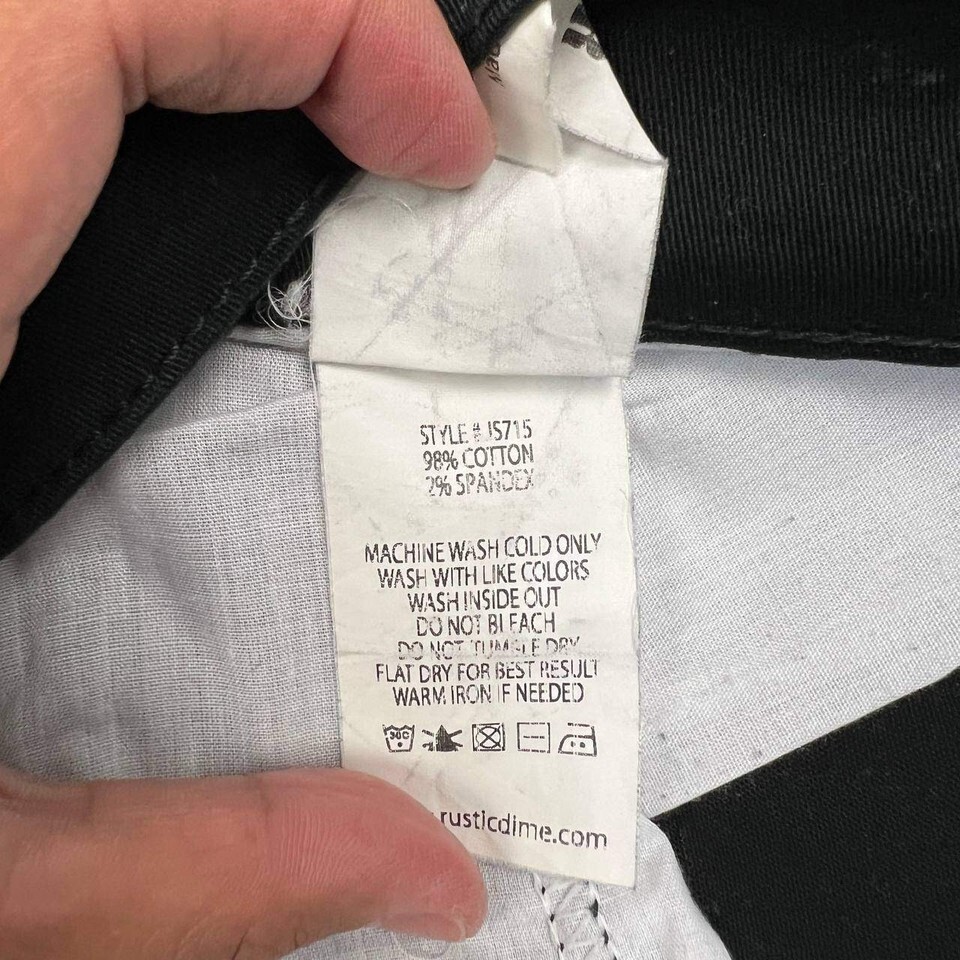 STYLE # JS715
98% COTTON
2% SPANDEX
MACHINE WASH COLD ONLY
WASH WITH LIKE COLORS
WASH INSIDE OUT
DO NOT BLEACH
DO NOT TUMBLE DRY
FLAT DRY FOR BEST RESULT
WARM IRON IF NEEDED
30C
rusticdime.com